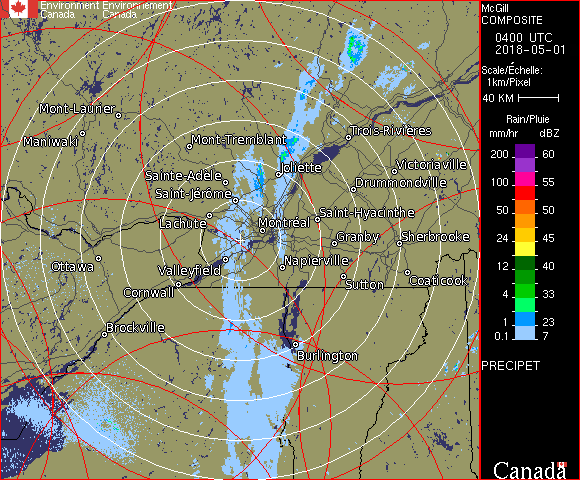 Environment Environnement
Canada Canada
McGill
COMPOSITE
0400 UTC
2018-05-01
Scale/Échelle:
1km/Pixel
40 KM
Rain/Pluie
mm/hr dBZ
200 60
100 55
50 50
24 45
12 40
4 33
1 23
0.1 7
PRECIPET
Canada
Mont-Laurier
Maniwaki
Mont-Tremblant
Trois-Rivières
Victoriaville
Joliette
Sainte-Adèle
Drummondville
Saint-Jérôme
Saint-Hyacinthe
Lachute
Montréal
Granby
Sherbrooke
Ottawa
Valleyfield
Napierville
Sutton
Coaticook
Cornwall
Brockville
Burlington